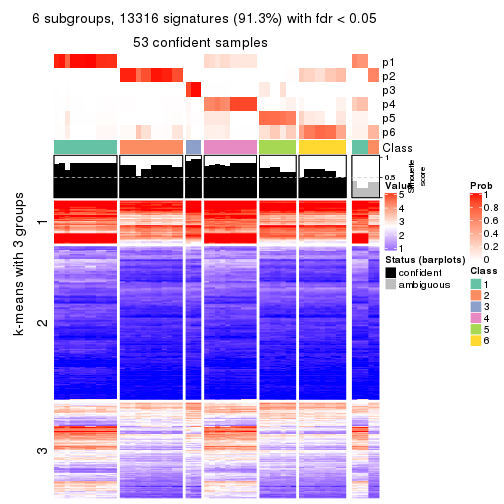 6 subgroups, 13316 signatures (91.3%) with fdr < 0.05
53 confident samples
p1
p2
p3
p4
p5
p6
Class
1
0.5
0
Silhouette
score
k-means with 3 groups
1
2
3
Value
5
4
3
2
1
Status (barplots)
confident
ambiguous
Prob
1
0.8
0.6
0.4
0.2
0
Class
1
2
3
4
5
6